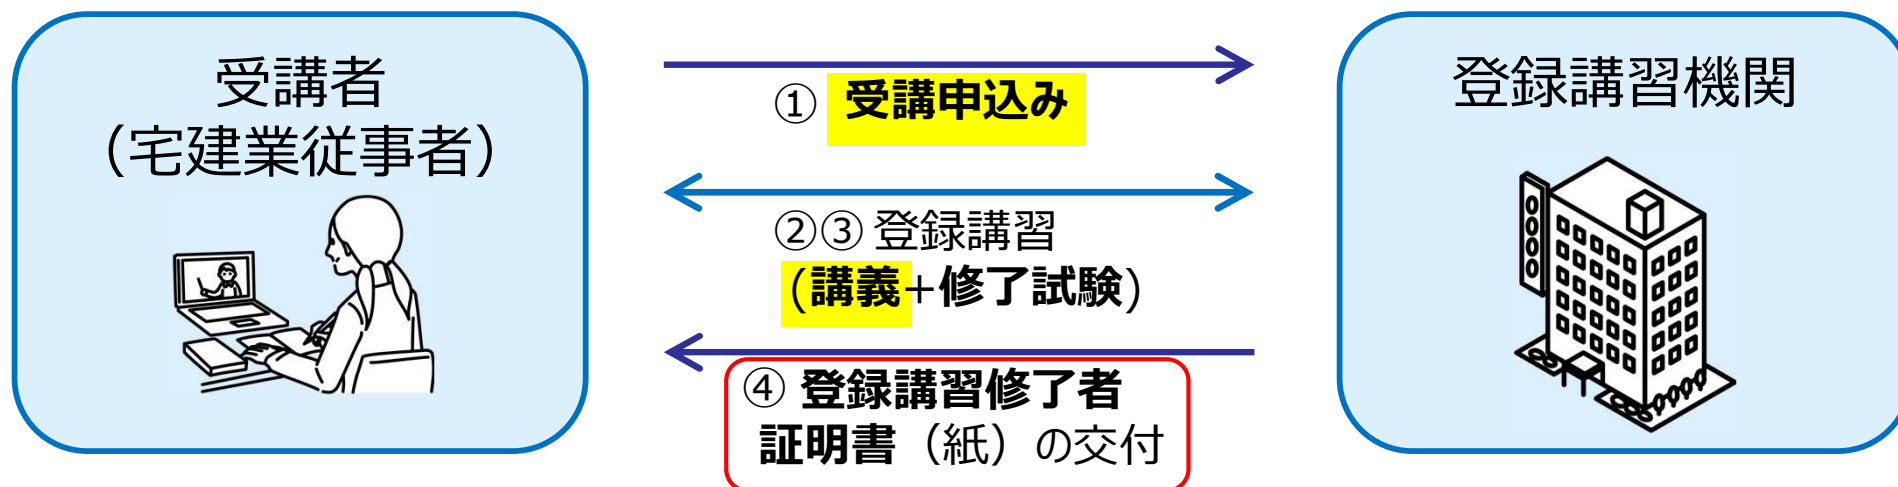 受講者
（宅建業従事者）
① 受講申込み
②③ 登録講習
(講義+修了試験)
④ 登録講習修了者
証明書（紙）の交付
登録講習機関